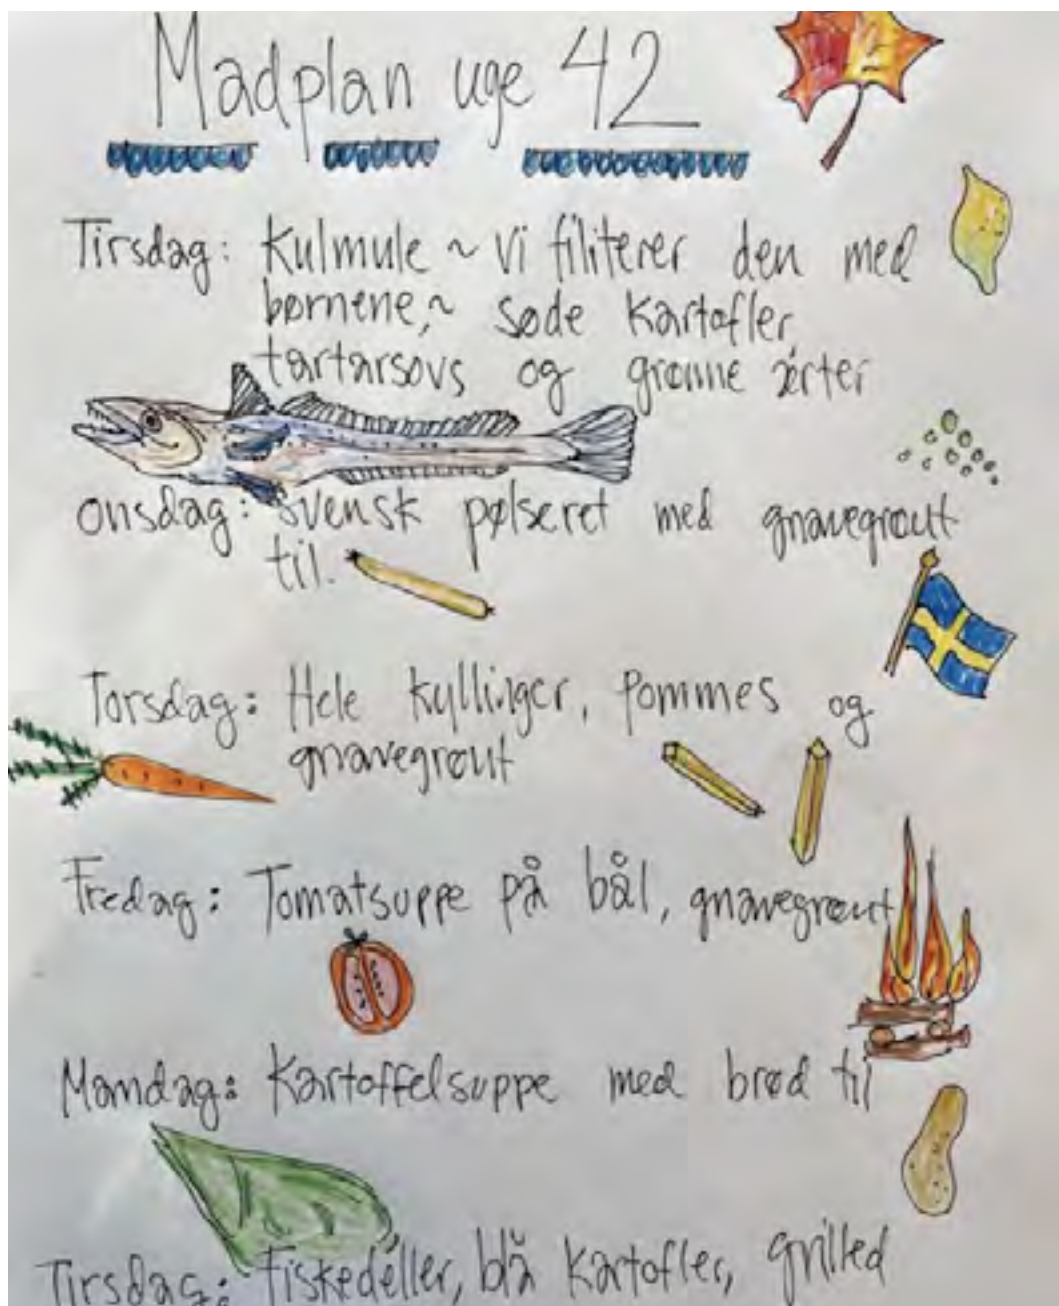 Madplan uge 42
Tirsdag: Kulmule ~ vi filiterer den med
børnene, ~ søde kartofler,
tartarsovs og grønne ærter
onsdag: svensk pølseret med gnavegrønt
til.
Torsdag: Hele kyllinger, pommes og
gnavegrønt
Fredag: Tomatsuppe på bål, gnavegrønt
Mandag: Kartoffelsuppe med brød til
Tirsdag: Fiskedeller, blå kartofler, grilled